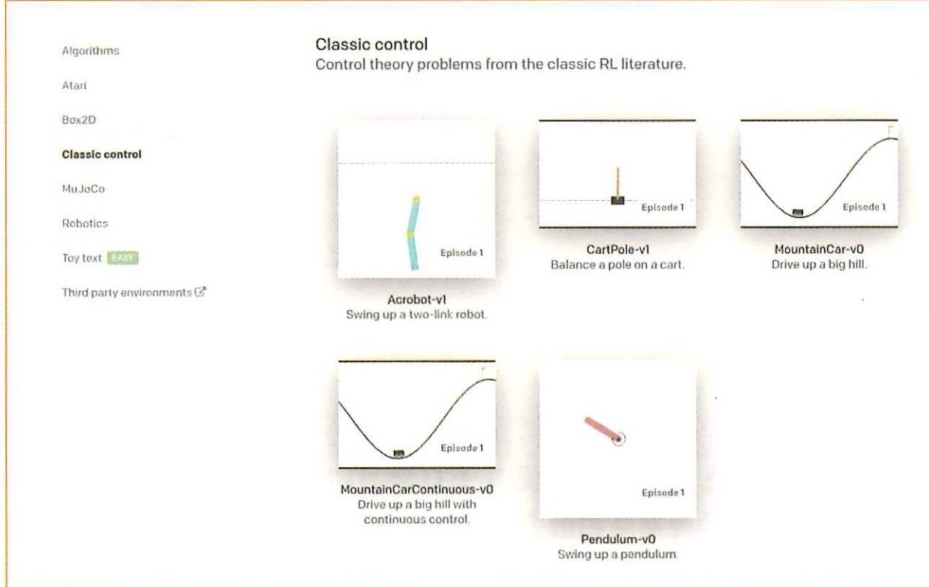 Algorithms
Atari
Box2D
Classic control
MuJoCo
Robotics
Toy text EASY
Third party environments
Classic control
Control theory problems from the classic RL literature.
Episode 1
Acrobot-v1
Swing up a two-link robot.
Episode 1
CartPole-v1
Balance a pole on a cart.
Episode 1
MountainCar-v0
Drive up a big hill.
Episode 1
MountainCarContinuous-v0
Drive up a big hill with
continuous control.
Episode 1
Pendulum-v0
Swing up a pendulum.